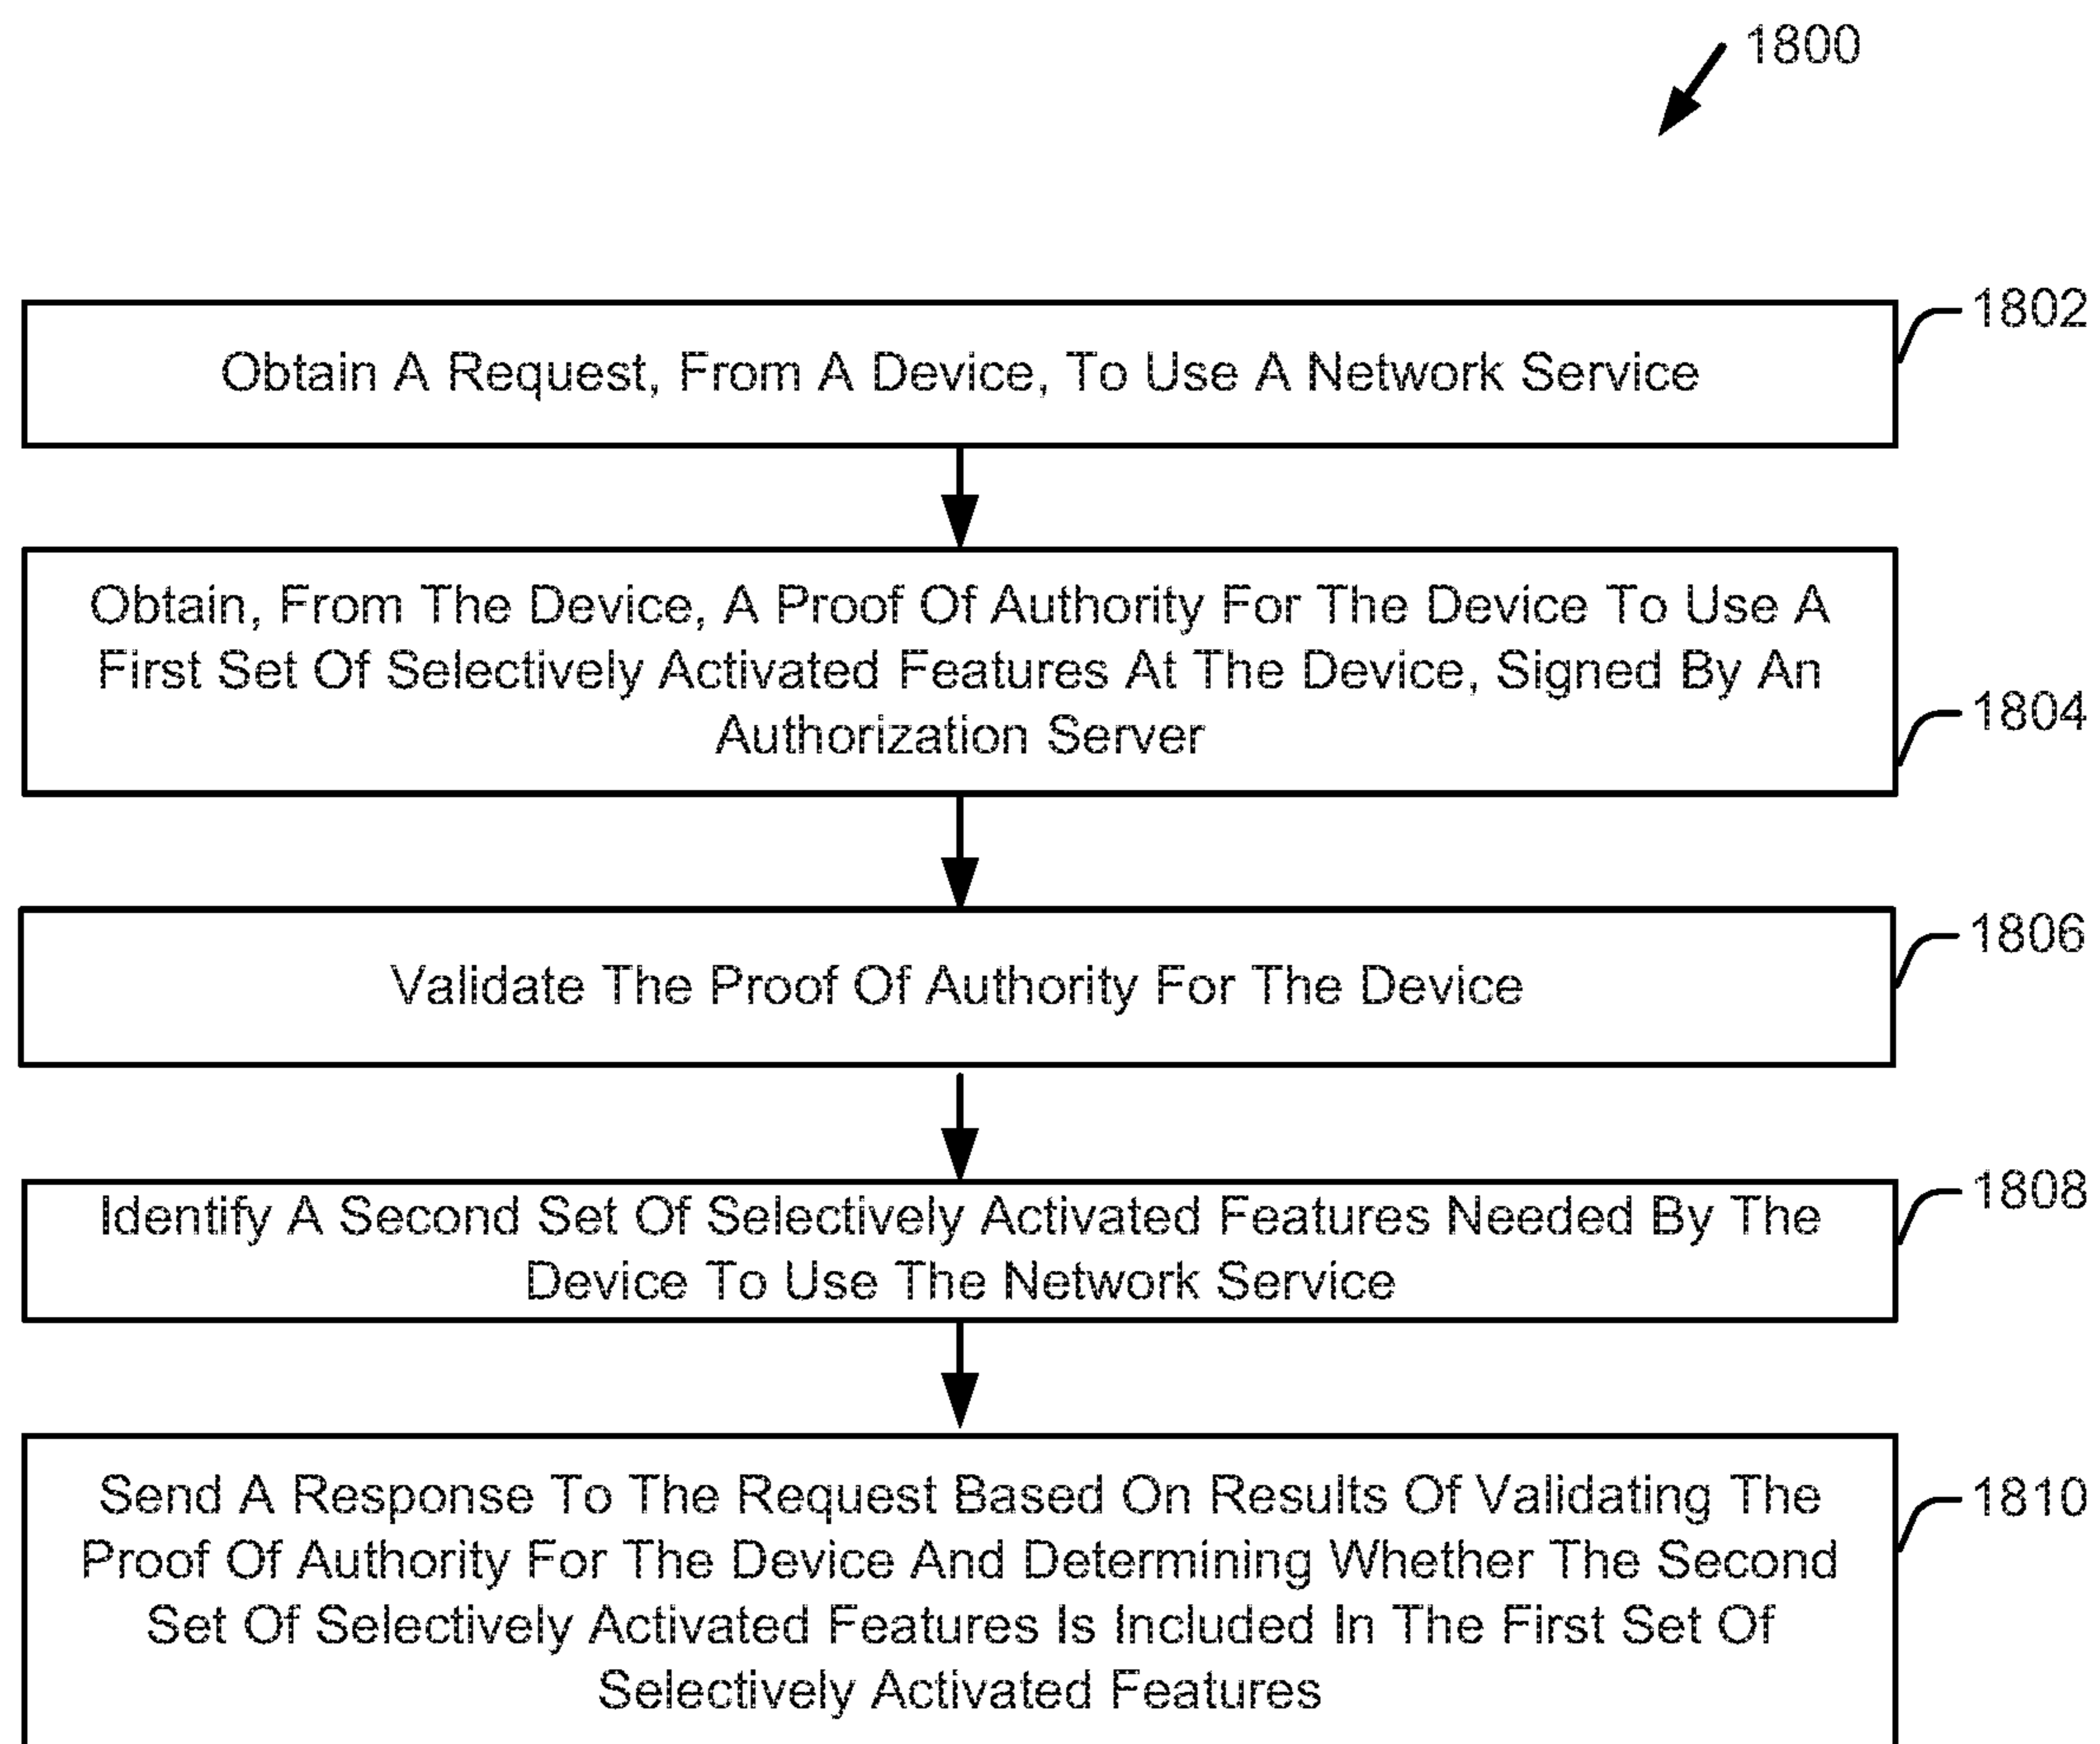 1800
1802
Obtain A Request, From A Device, To Use A Network Service
Obtain, From The Device, A Proof Of Authority For The Device To Use A
First Set Of Selectively Activated Features At The Device, Signed By An
Authorization Server
1804
1806
Validate The Proof Of Authority For The Device
1808
Identify A Second Set Of Selectively Activated Features Needed By The
Device To Use The Network Service
Send A Response To The Request Based On Results Of Validating The
1810
Proof Of Authority For The Device And Determining Whether The Second
Set Of Selectively Activated Features Is Included In The First Set Of
Selectively Activated Features